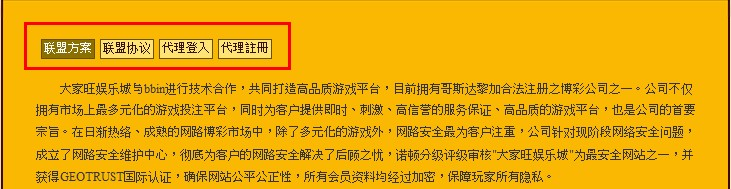 联盟方案 联盟协议 代理登入 代理註冊
大家旺娱乐城与bbin进行技术合作，共同打造高品质游戏平台，目前拥有哥斯达黎加合法注册之博彩公司之一。公司不仅
拥有市场上最多元化的游戏投注平台，同时为客户提供即时、刺激、高信誉的服务保证、高品质的游戏平台，也是公司的首要
宗旨。在日渐热络、成熟的网路博彩市场中，除了多元化的游戏外，网路安全最为客户注重，公司针对现阶段网络安全问题，
成立了网路安全维护中心，彻底为客户的网路安全解决了后顾之忧，诺顿分级评级审核"大家旺娱乐城"为最安全网站之一，并
获得GEOTRUST国际认证，确保网站公平公正性，所有会员资料均经过加密，保障玩家所有隐私。